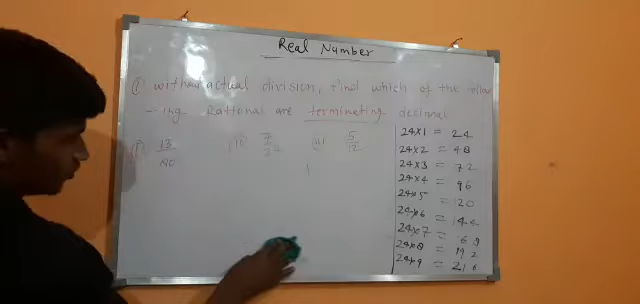 Real Number
① without actual division, find which of the follow
-ing Rational are terminating decimal
(i) 13/80 (ii) 7/24 (iii) 5/12
24×1 = 24
24×2 = 48
24×3 = 72
24×4 = 96
24×5 = 120
24×6 = 144
24×7 = 168
24×8 = 192
24×9 = 216